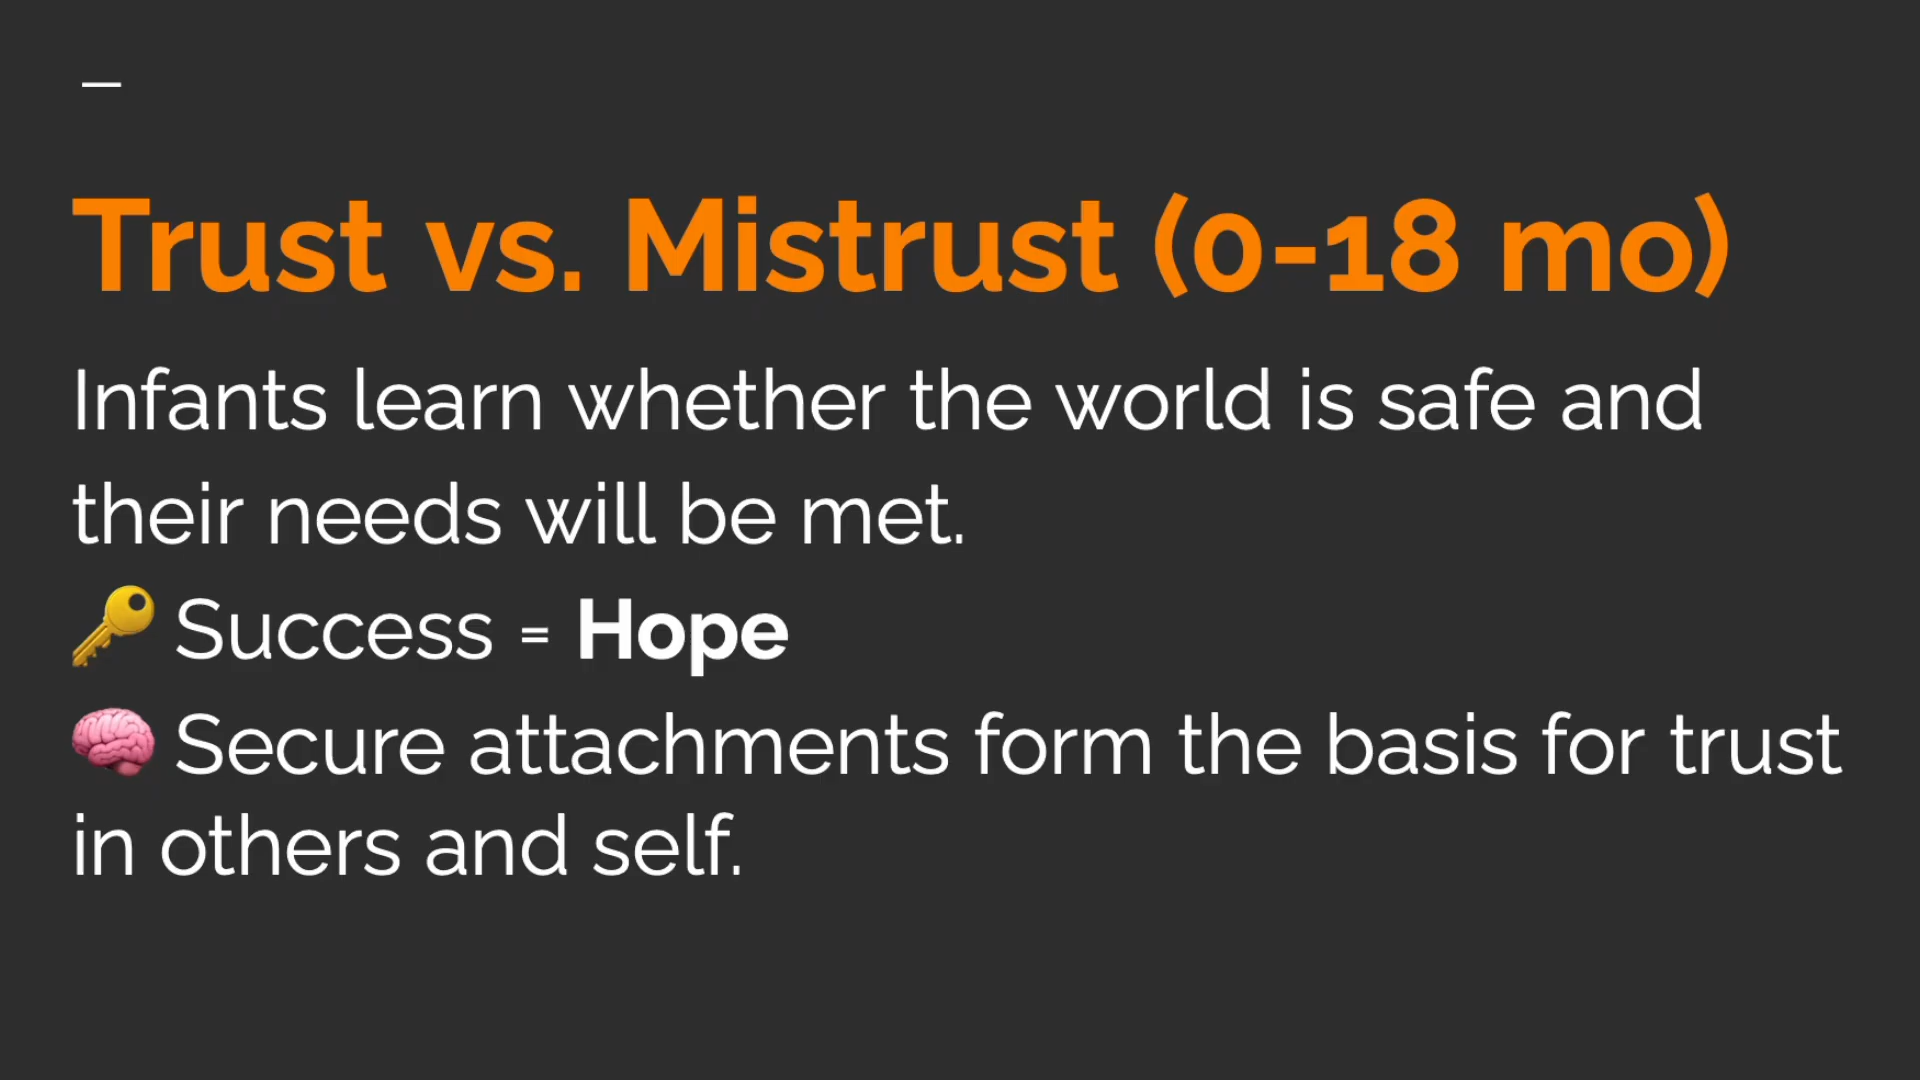 Trust vs. Mistrust (0-18 mo)
Infants learn whether the world is safe and
their needs will be met.
🔑 Success = Hope
🧠 Secure attachments form the basis for trust
in others and self.